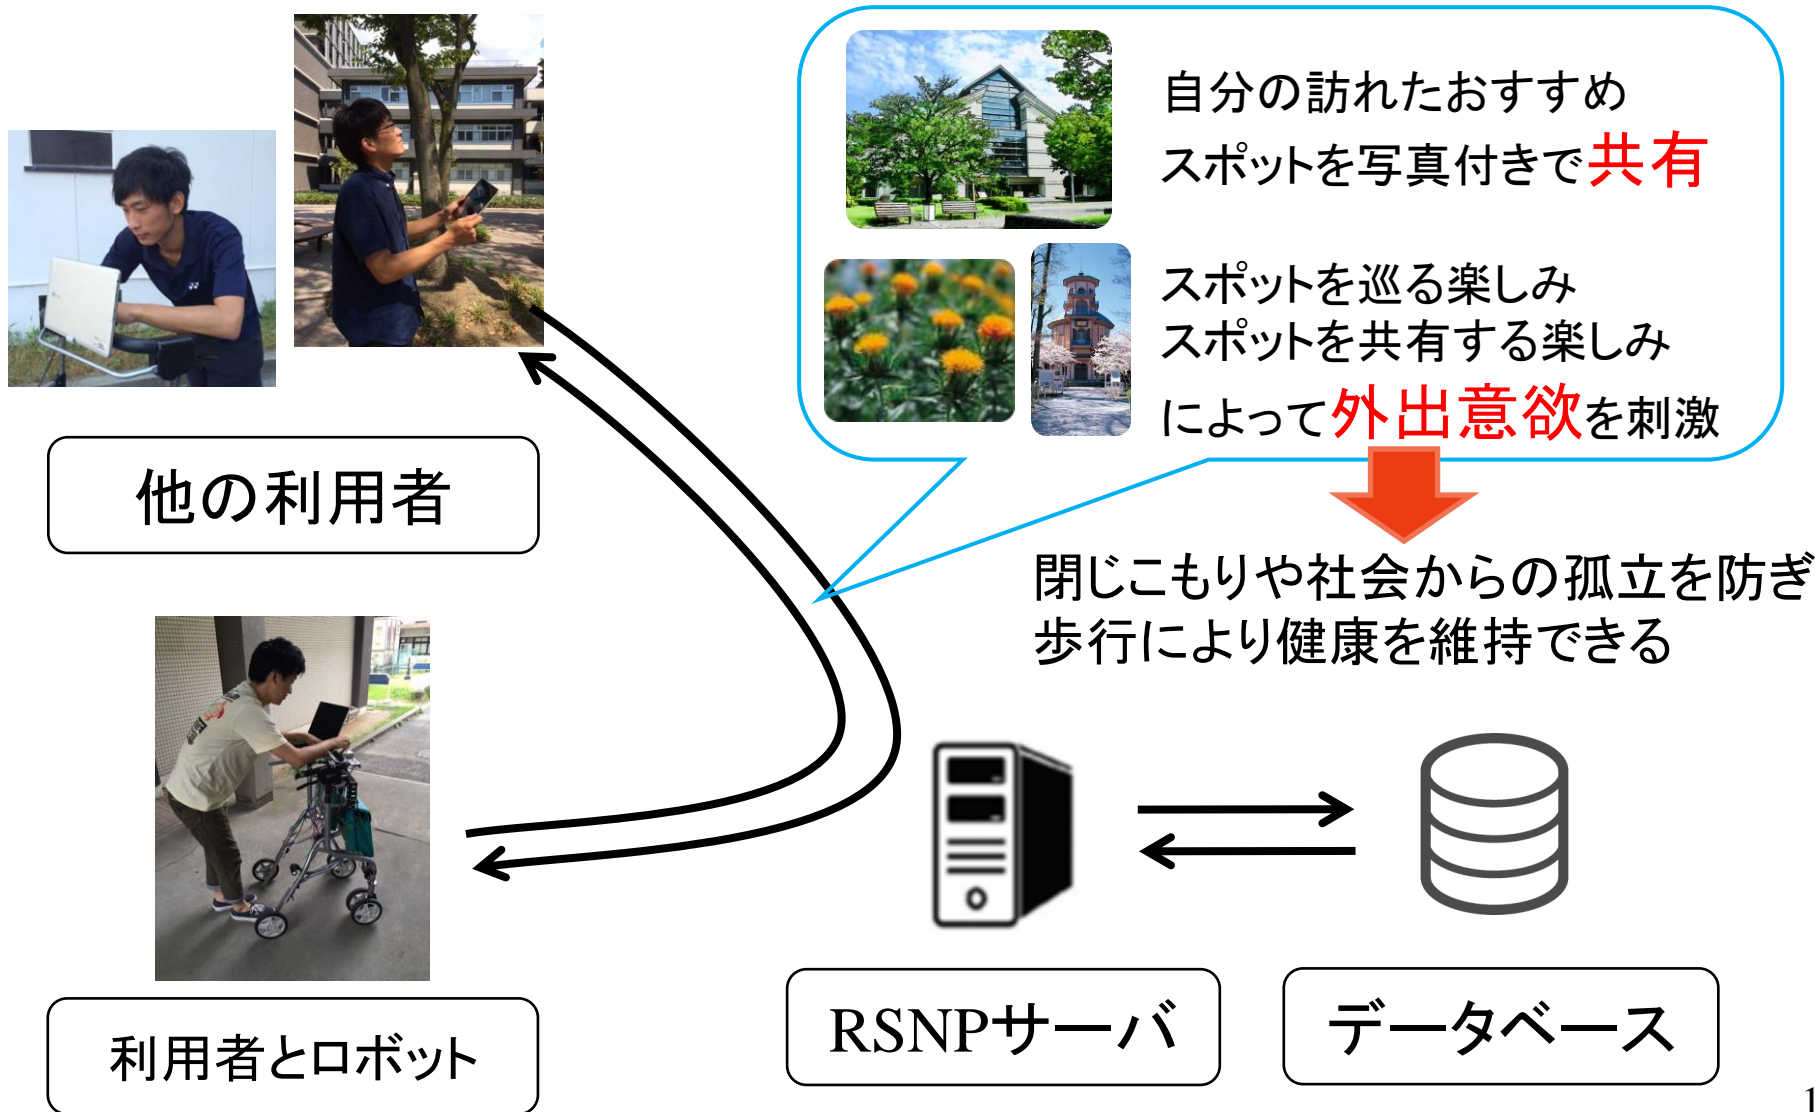 自分の訪れたおすすめ
スポットを写真付きで共有
スポットを巡る楽しみ
スポットを共有する楽しみ
によって外出意欲を刺激
他の利用者
閉じこもりや社会からの孤立を防ぎ
歩行により健康を維持できる
利用者とロボット
RSNPサーバ
データベース
1